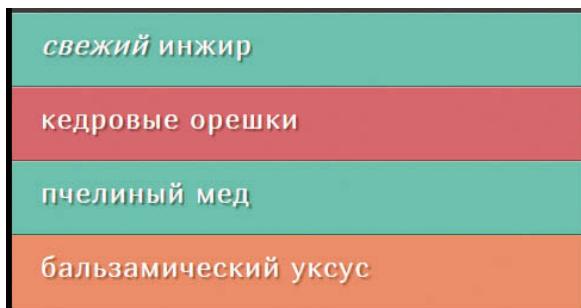 свежий инжир
кедровые орешки
пчелиный мед
бальзамический уксус